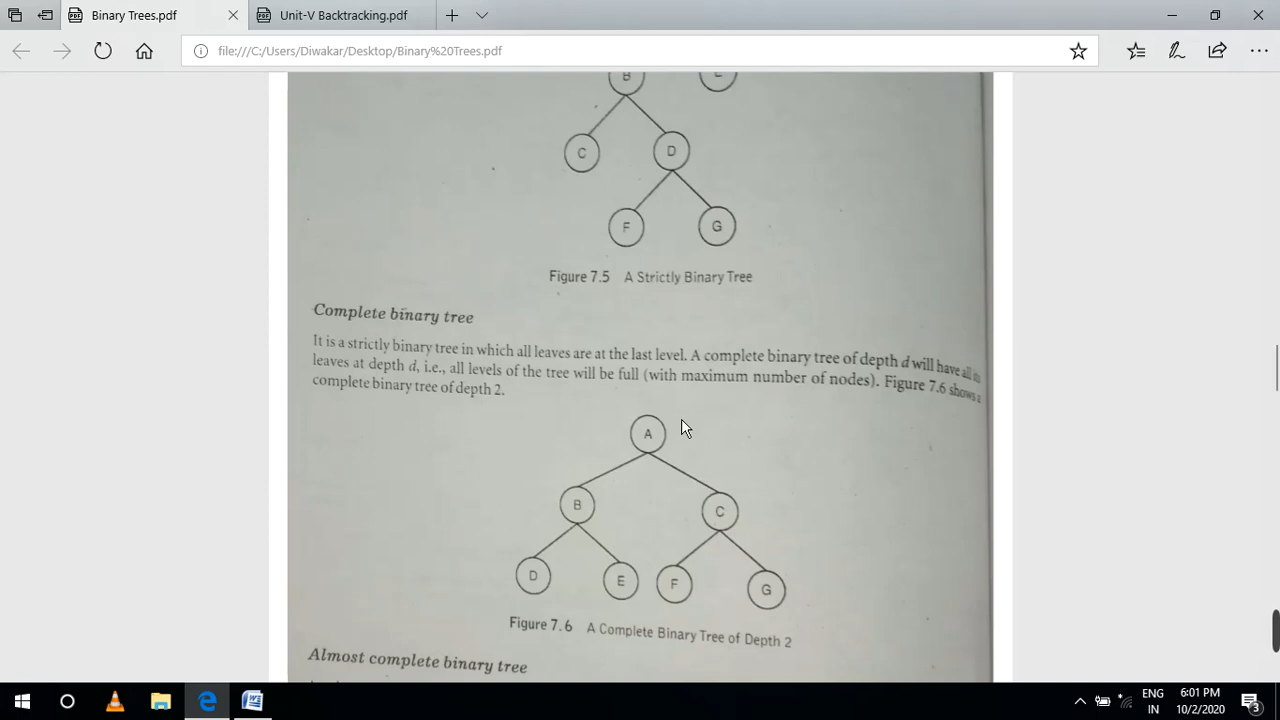 Binary Trees.pdf
Unit-V Backtracking.pdf
file:///C:/Users/Diwakar/Desktop/Binary%20Trees.pdf
B
C
D
F
G
Figure 7.5 A Strictly Binary Tree
Complete binary tree
It is a strictly binary tree in which all leaves are at the last level. A complete binary tree of depth d will have all its
leaves at depth d, i.e., all levels of the tree will be full (with maximum number of nodes). Figure 7.6 shows a
complete binary tree of depth 2.
A
B
C
D
E
F
G
Figure 7.6 A Complete Binary Tree of Depth 2
Almost complete binary tree
ENG
6:01 PM
IN
10/2/2020
3